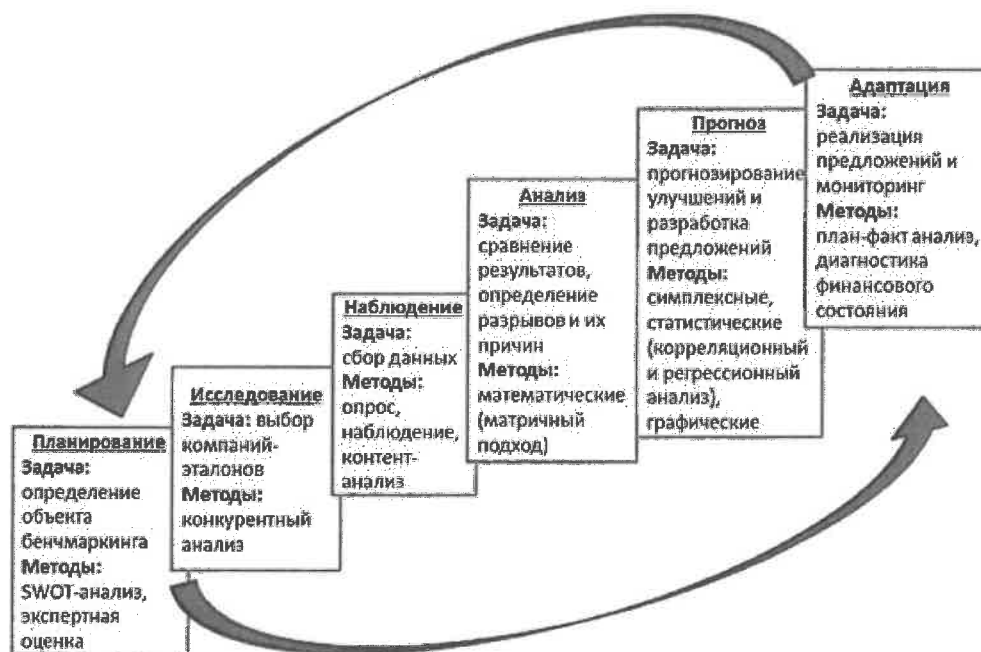 Планирование
Задача:
определение
объекта
бенчмаркинга
Методы:
SWOT-анализ,
экспертная
оценка
Исследование
Задача: выбор
компаний-
эталонов
Методы:
конкурентный
анализ
Наблюдение
Задача:
сбор данных
Методы:
опрос,
наблюдение,
контент-
анализ
Анализ
Задача:
сравнение
результатов,
определение
разрывов и их
причин
Методы:
математические
(матричный
подход)
Прогноз
Задача:
прогнозирование
улучшений и
разработка
предложений
Методы:
симплексные,
статистические
(корреляционный
и регрессионный
анализ),
графические
Адаптация
Задача:
реализация
предложений и
мониторинг
Методы:
план-факт анализ,
диагностика
финансового
состояния